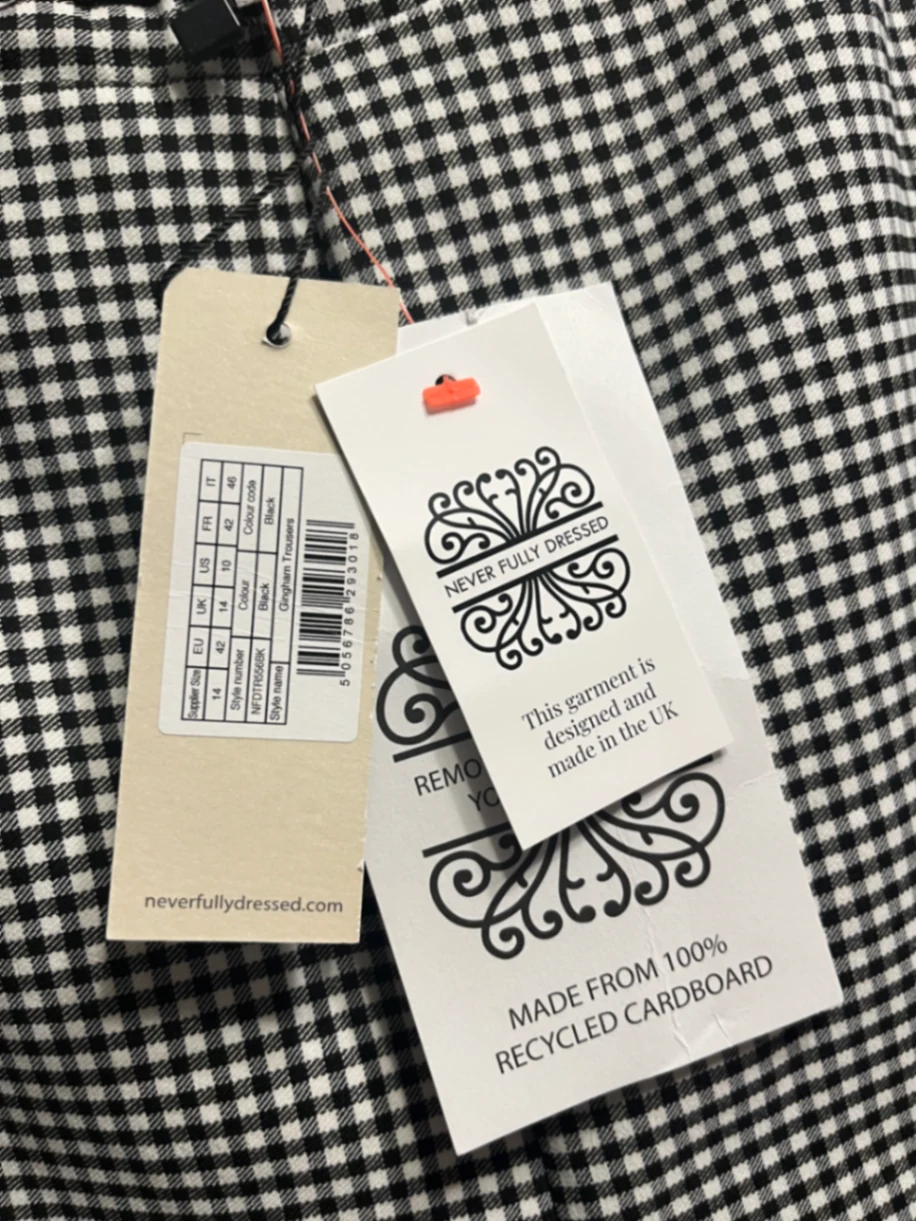 Supplier Size EU UK US FR IT
14 42 14 10 42 46
Style number Colour Colour code
Black Black
Style name Gingham Trousers
5 056786 293018
neverfullydressed.com
NEVER FULLY DRESSED
This garment is
designed and
made in the UK
REMO
YO
MADE FROM 100%
RECYCLED CARDBOARD